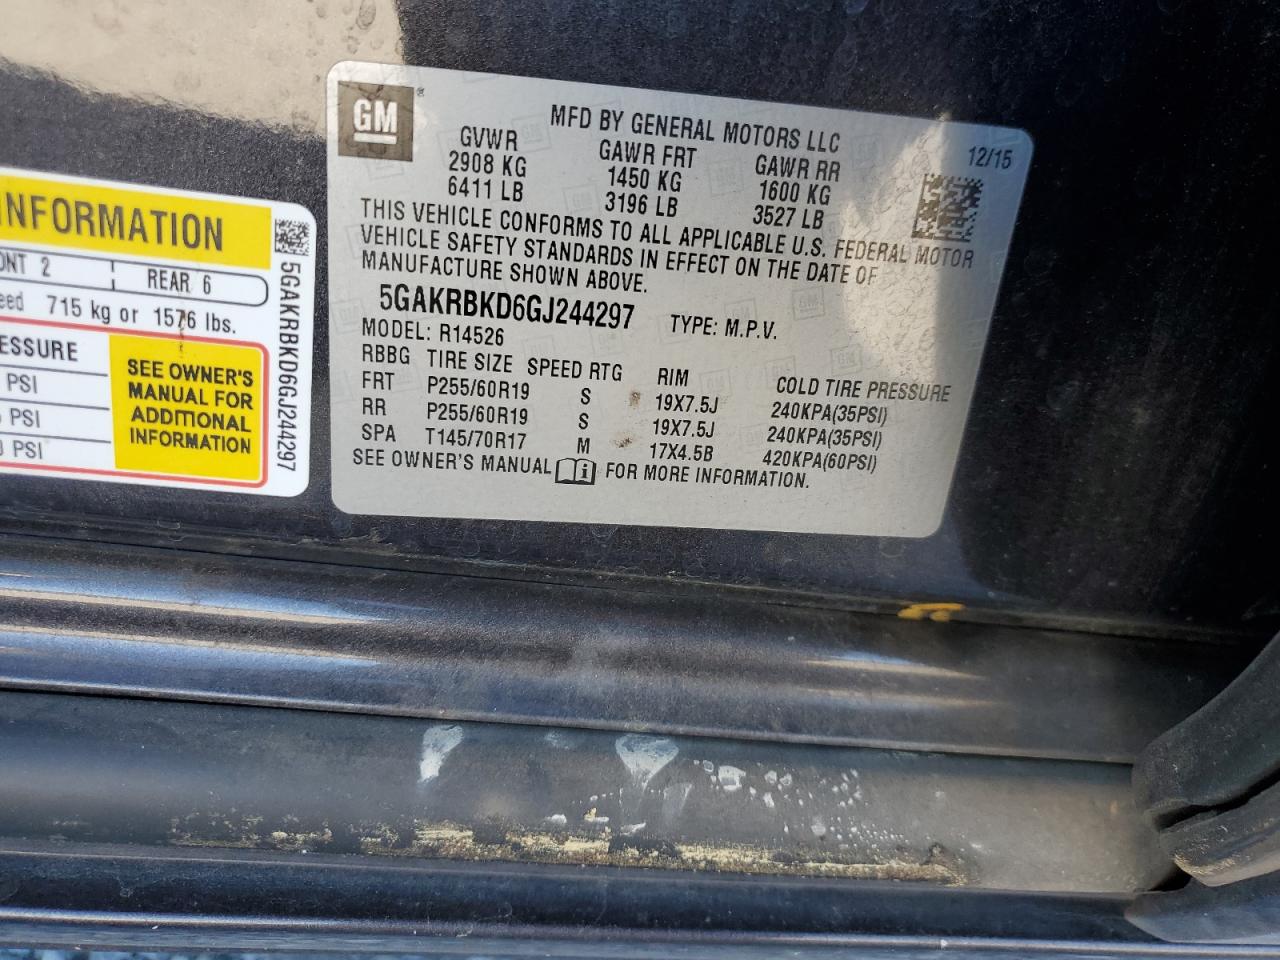 INFORMATION
ONT 2 REAR 6
eed 715 kg or 1576 lbs.
ESSURE
PSI
PSI
PSI
SEE OWNER'S
MANUAL FOR
ADDITIONAL
INFORMATION
5GAKRBKD6GJ244297
GM
®
MFD BY GENERAL MOTORS LLC
12/15
GVWR GAWR FRT GAWR RR
2908 KG 1450 KG 1600 KG
6411 LB 3196 LB 3527 LB
THIS VEHICLE CONFORMS TO ALL APPLICABLE U.S. FEDERAL MOTOR
VEHICLE SAFETY STANDARDS IN EFFECT ON THE DATE OF
MANUFACTURE SHOWN ABOVE.
5GAKRBKD6GJ244297 TYPE: M.P.V.
MODEL: R14526
RBBG TIRE SIZE SPEED RTG RIM COLD TIRE PRESSURE
FRT P255/60R19 S 19X7.5J 240KPA(35PSI)
RR P255/60R19 S 19X7.5J 240KPA(35PSI)
SPA T145/70R17 M 17X4.5B 420KPA(60PSI)
SEE OWNER'S MANUAL i FOR MORE INFORMATION.